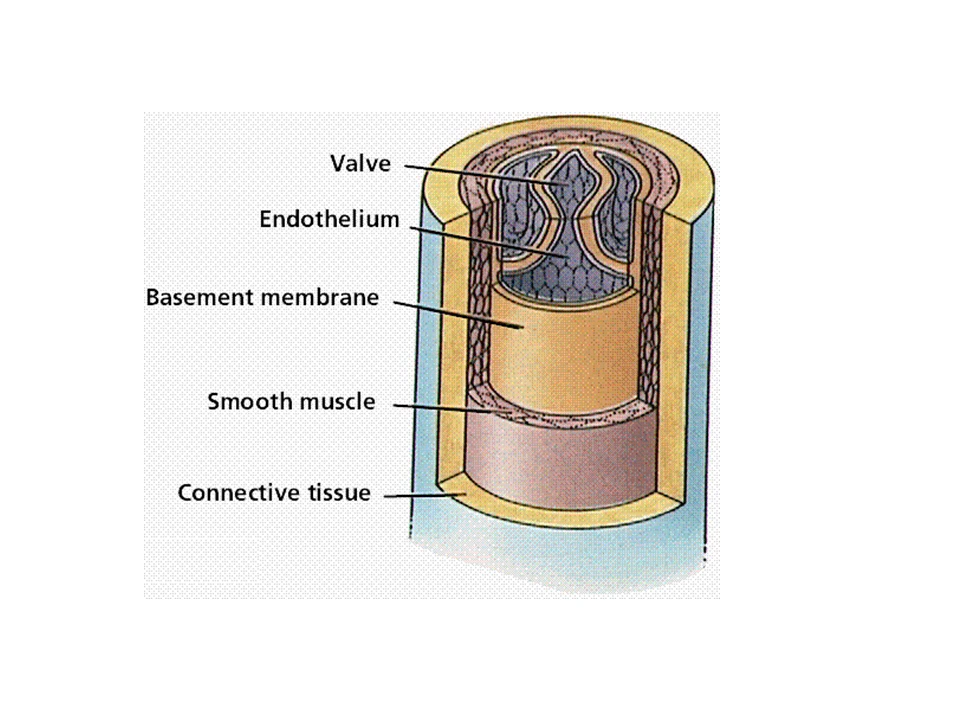 Valve
Endothelium
Basement membrane
Smooth muscle
Connective tissue